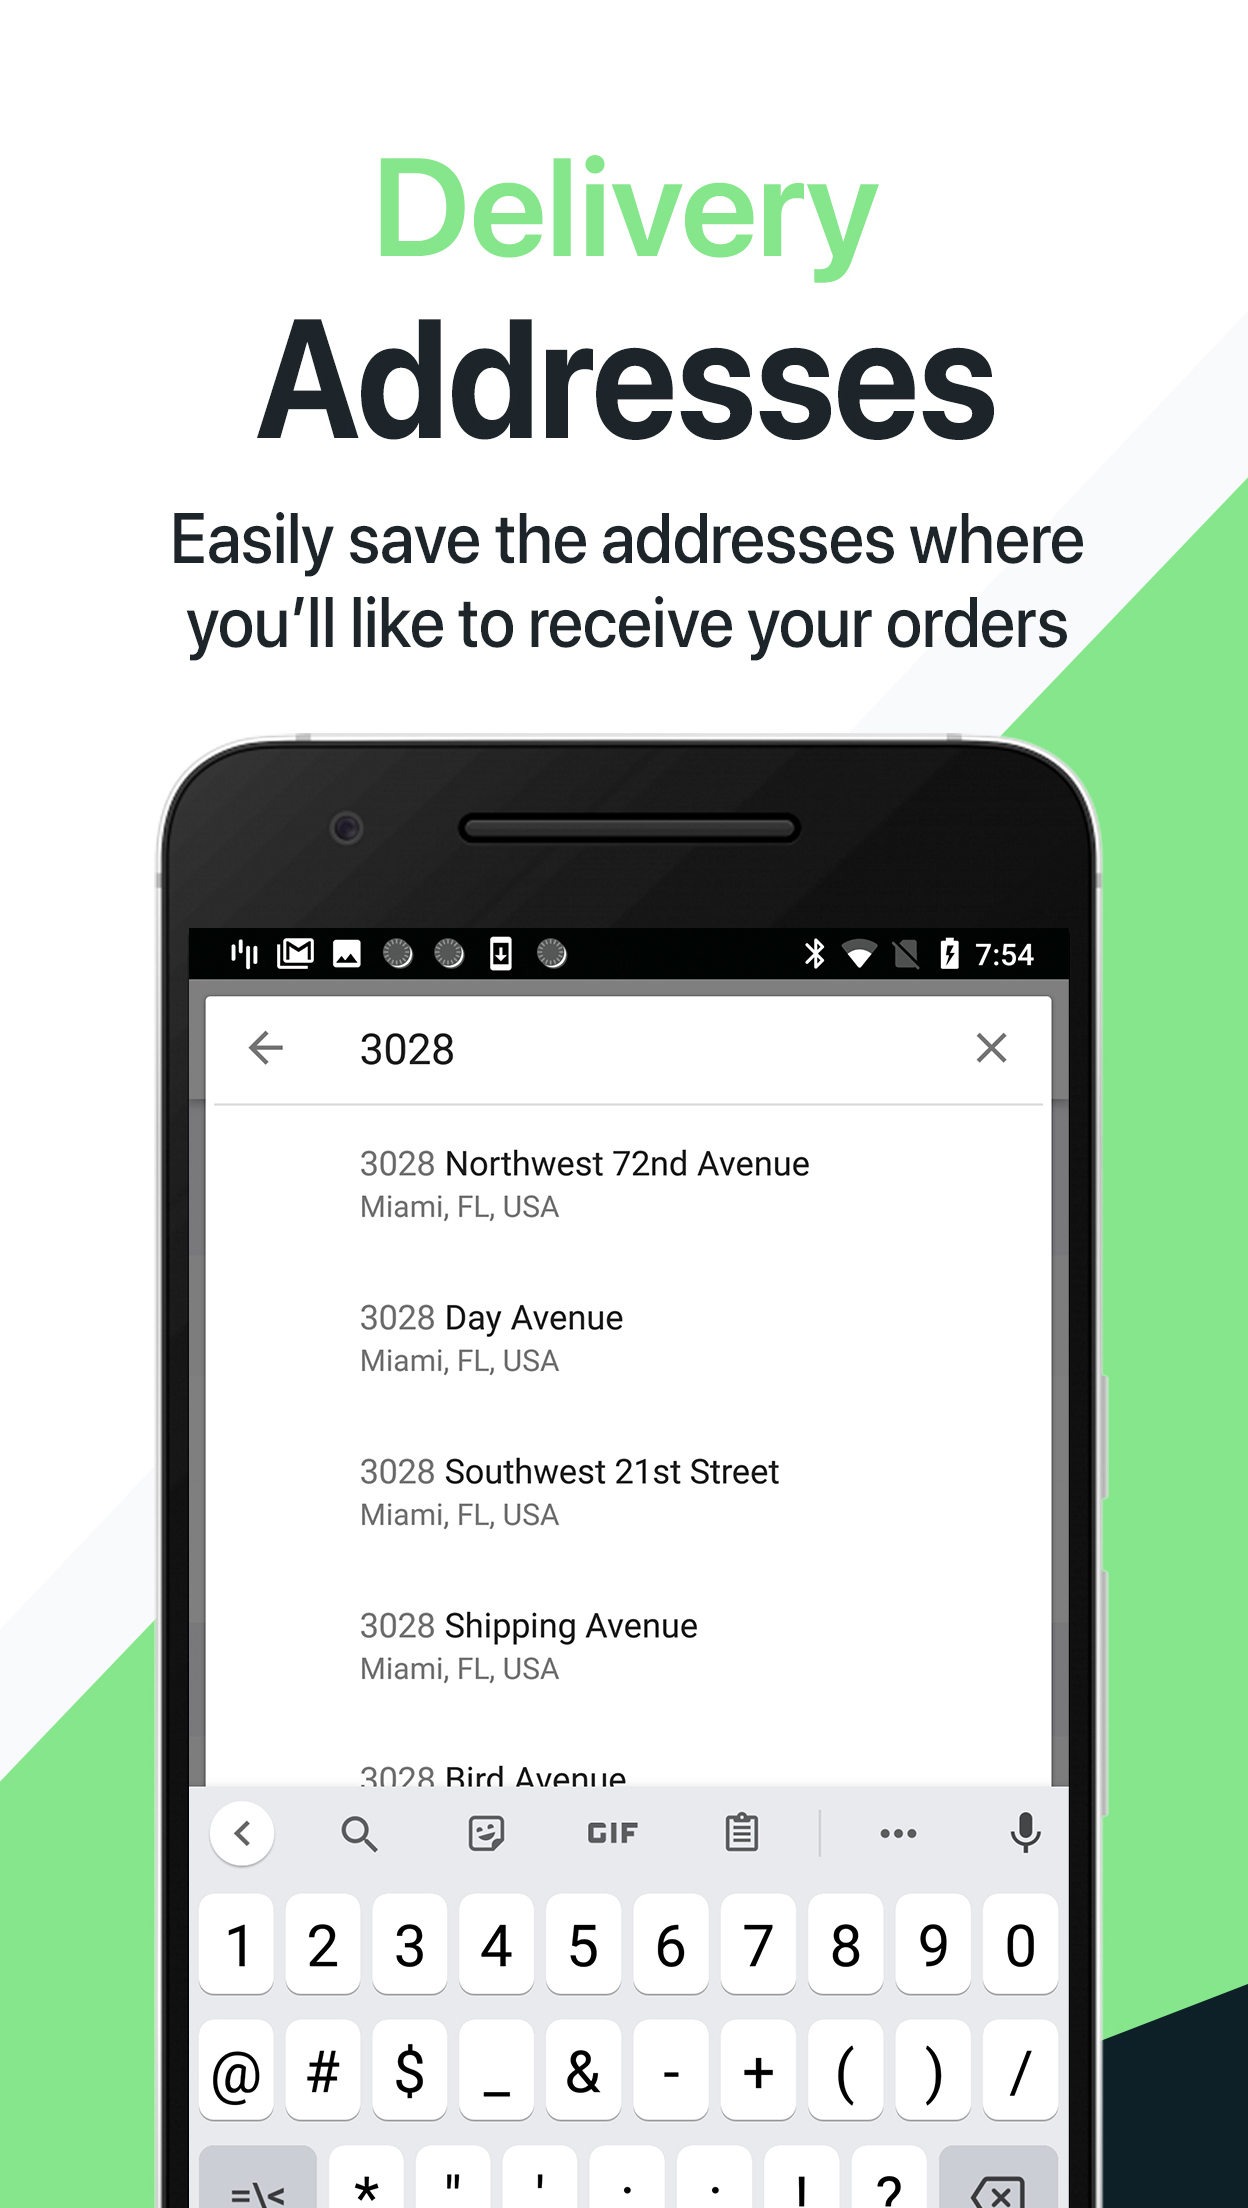 Delivery
Addresses
Easily save the addresses where
you’ll like to receive your orders
7:54
3028
3028 Northwest 72nd Avenue
Miami, FL, USA
3028 Day Avenue
Miami, FL, USA
3028 Southwest 21st Street
Miami, FL, USA
3028 Shipping Avenue
Miami, FL, USA
3028 Bird Avenue
GIF
1 2 3 4 5 6 7 8 9 0
@ # $ _ & - + ( ) /
=\< * " ' : ; ! ?